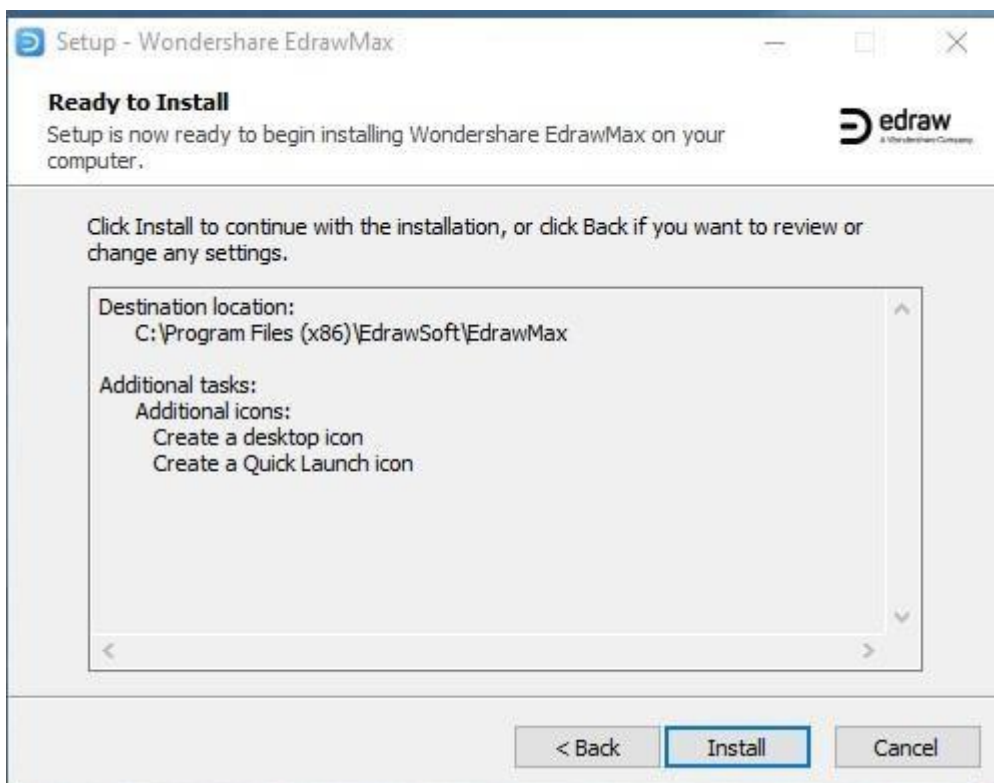 Setup - Wondershare EdrawMax
Ready to Install
Setup is now ready to begin installing Wondershare EdrawMax on your
computer.
edraw
A Wondershare Company
Click Install to continue with the installation, or click Back if you want to review or
change any settings.
Destination location:
C:\Program Files (x86)\EdrawSoft\EdrawMax
Additional tasks:
Additional icons:
Create a desktop icon
Create a Quick Launch icon
< Back
Install
Cancel